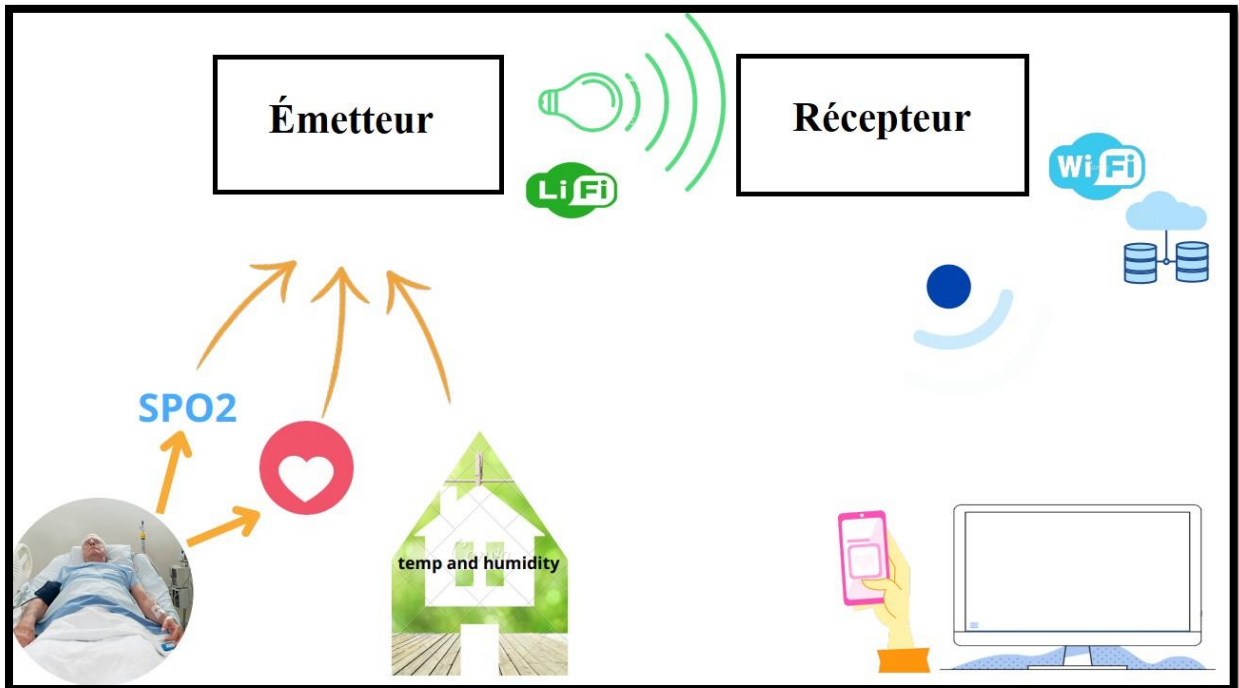 Émetteur
Récepteur
LiFi
WiFi
SPO2
temp and humidity